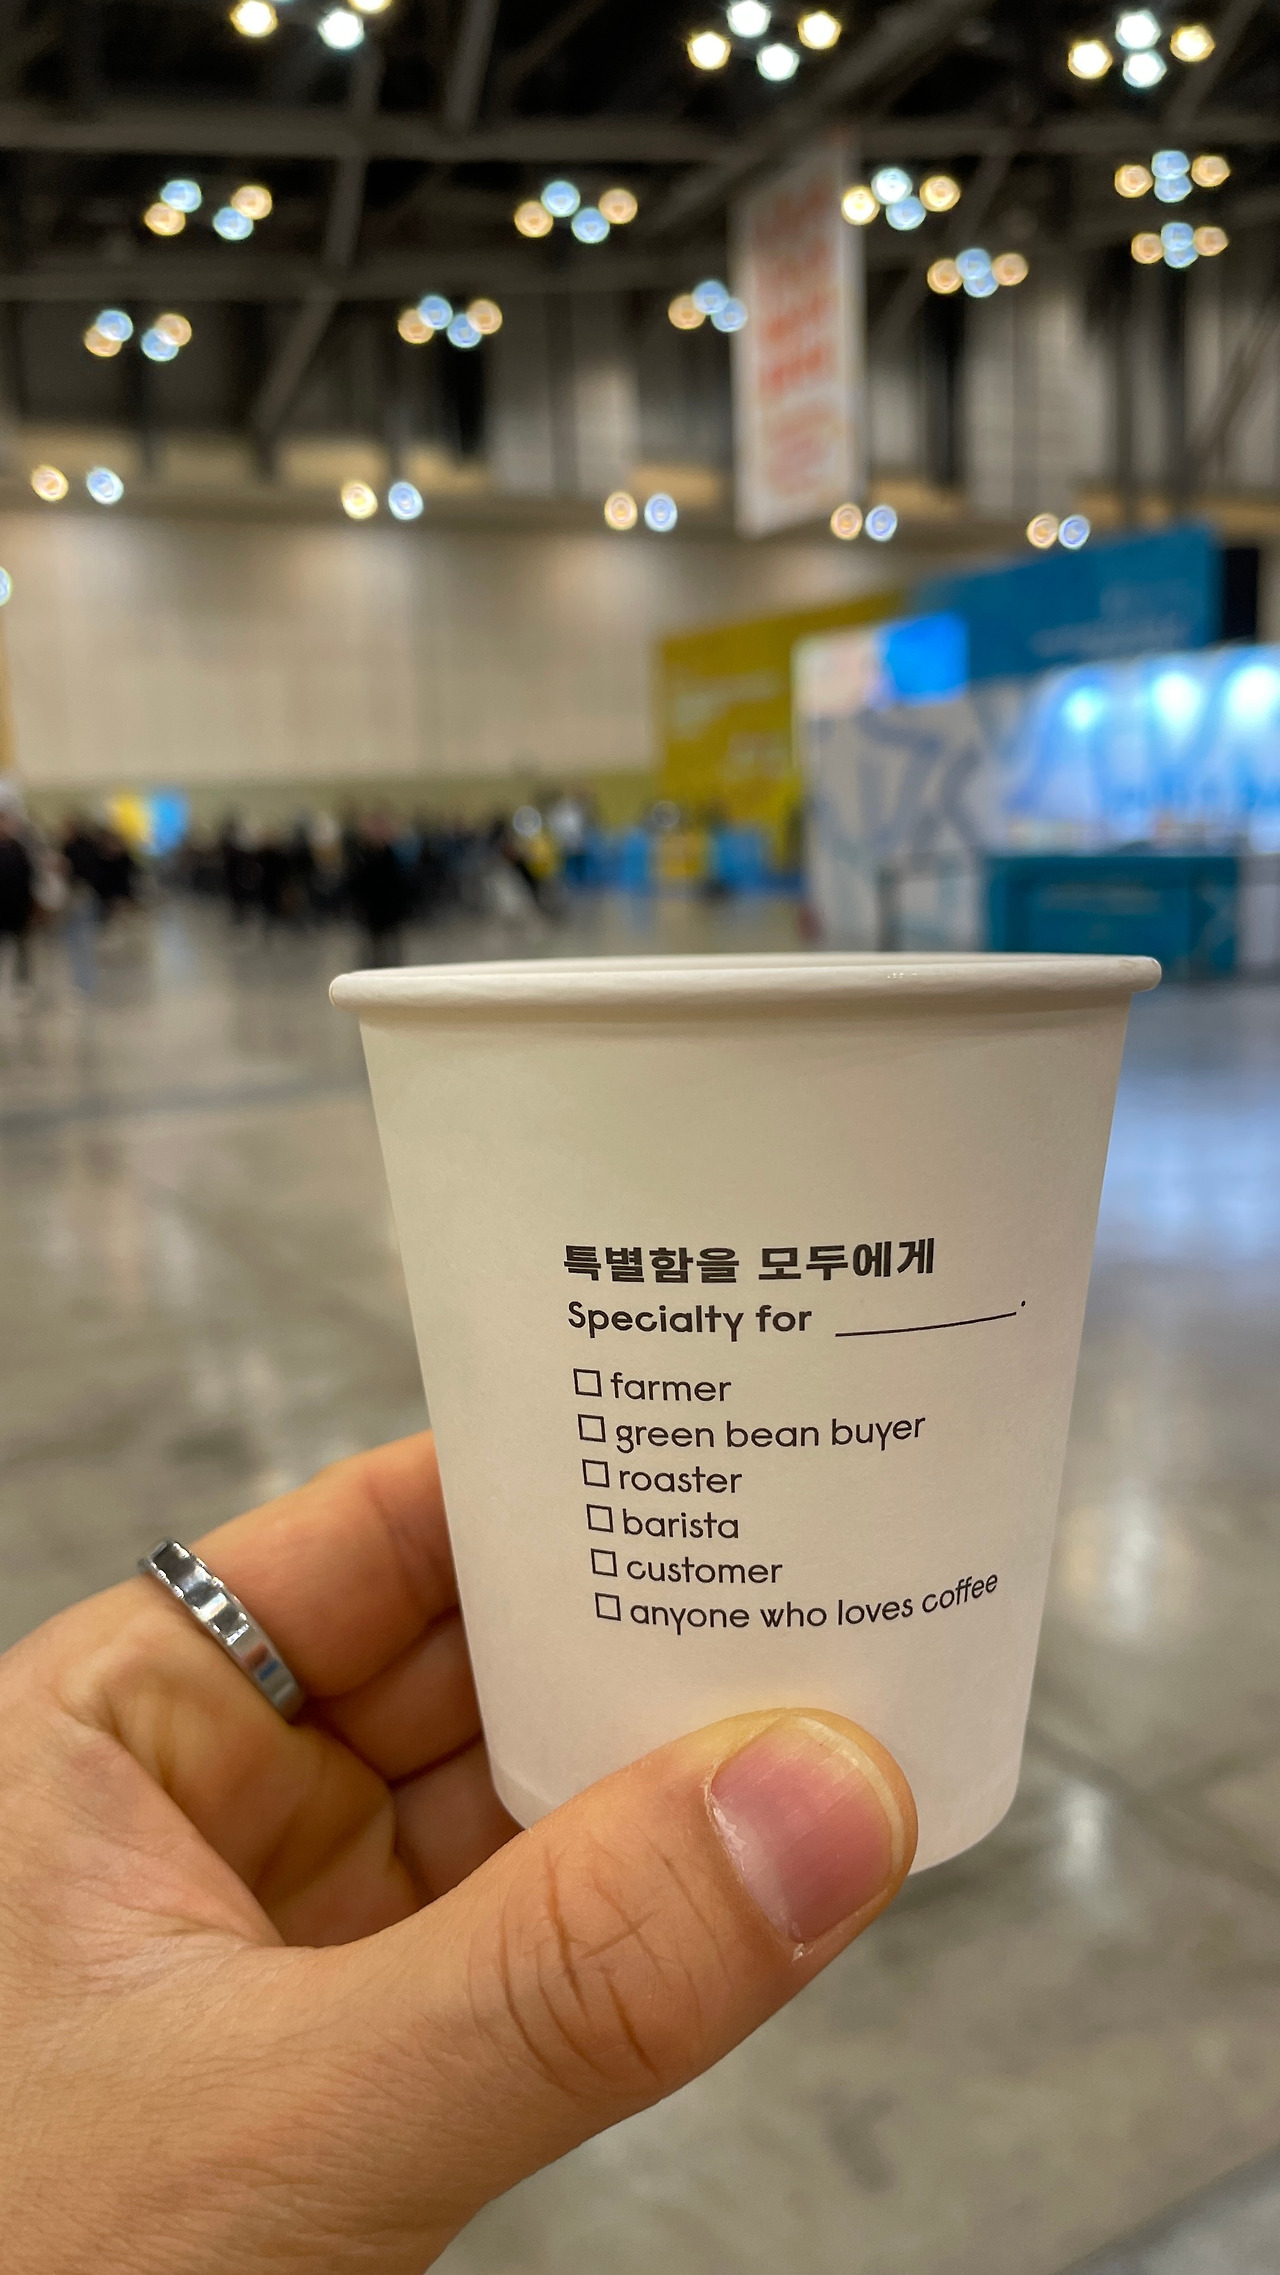 특별함을 모두에게
Specialty for ________.
☐ farmer
☐ green bean buyer
☐ roaster
☐ barista
☐ customer
☐ anyone who loves coffee